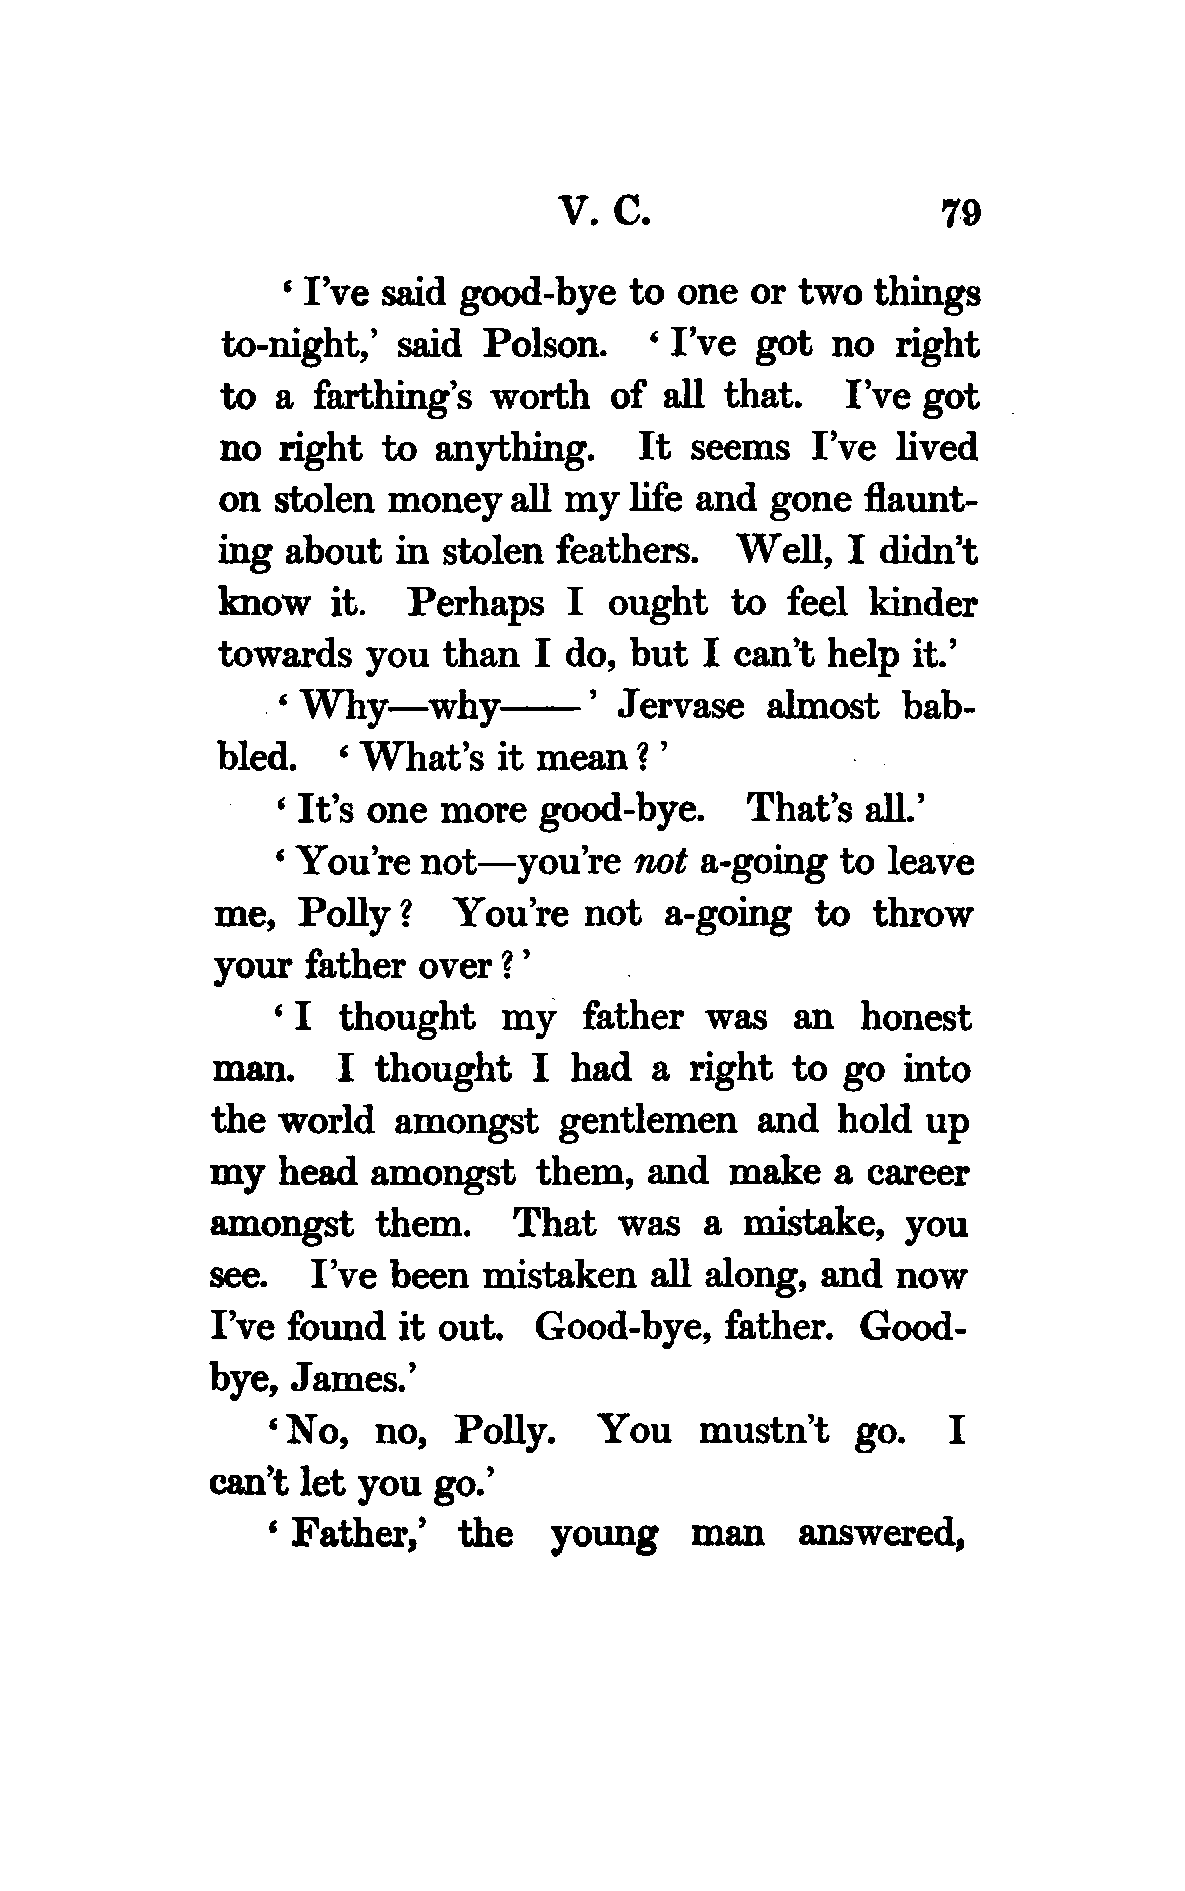 V. C. 79
‘ I've said good-bye to one or two things
to-night,’ said Polson. ‘ I've got no right
to a farthing's worth of all that. I've got
no right to anything. It seems I've lived
on stolen money all my life and gone flaunt-
ing about in stolen feathers. Well, I didn't
know it. Perhaps I ought to feel kinder
towards you than I do, but I can't help it.’
‘ Why—why—— ’ Jervase almost bab-
bled. ‘ What's it mean ? ’
‘ It's one more good-bye. That's all.’
‘ You're not—you're not a-going to leave
me, Polly ? You're not a-going to throw
your father over ? ’
‘ I thought my father was an honest
man. I thought I had a right to go into
the world amongst gentlemen and hold up
my head amongst them, and make a career
amongst them. That was a mistake, you
see. I've been mistaken all along, and now
I've found it out. Good-bye, father. Good-
bye, James.’
‘ No, no, Polly. You mustn't go. I
can't let you go.’
‘ Father,’ the young man answered,